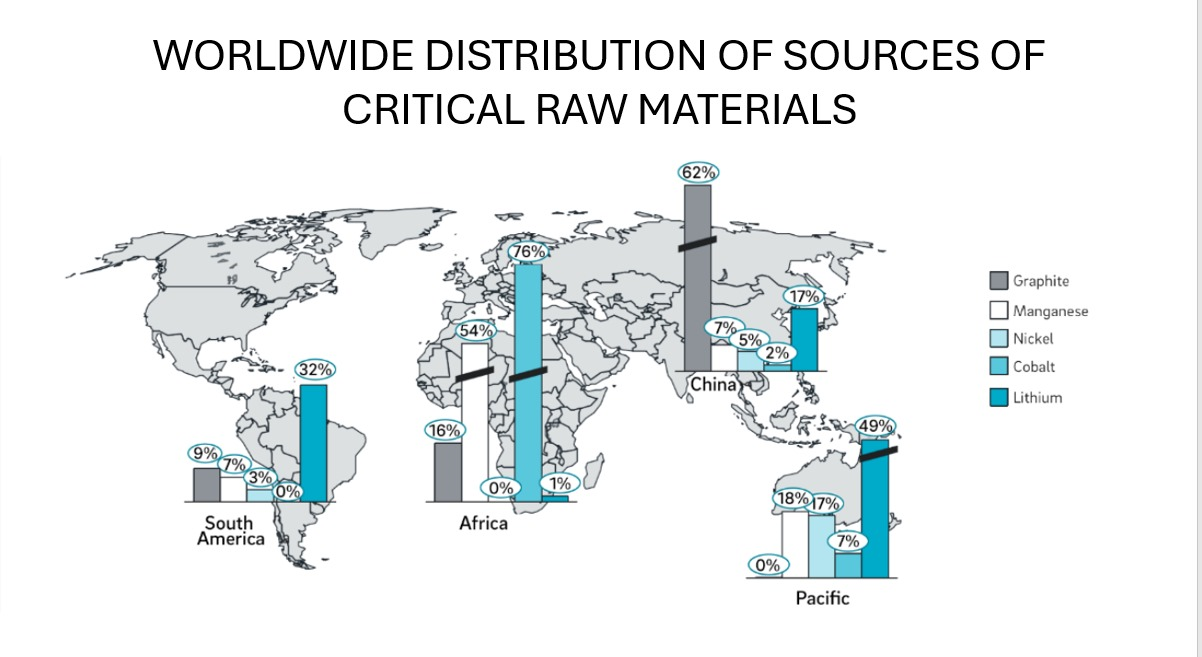 WORLDWIDE DISTRIBUTION OF SOURCES OF
CRITICAL RAW MATERIALS
62%
7%
5%
2%
17%
China
76%
54%
16%
0%
1%
Africa
32%
9%
7%
3%
0%
South
America
49%
18%
17%
7%
0%
Pacific
Graphite
Manganese
Nickel
Cobalt
Lithium